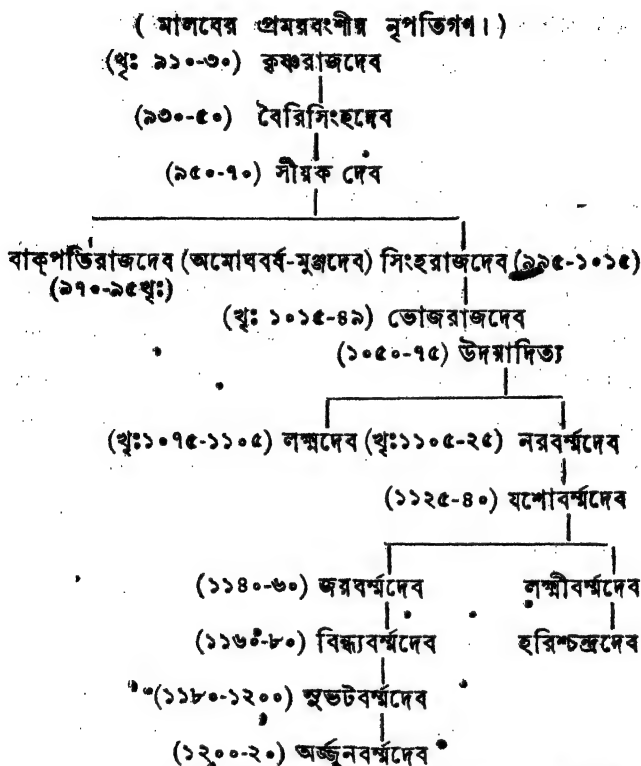 ( মালবের প্রমরবংশীয় নৃপতিগণ। )
(খৃঃ ৯১০-৩০) কৃষ্ণরাজদেব
(৯৩০-৫০) বৈরিসিংহদেব
(৯৫০-৭০) সীয়ক দেব
বাক্‌পতিরাজদেব (অমোঘবর্ষ-মুঞ্জদেব) সিংহরাজদেব (৯৯৫-১০১৫)
(৯৭০-৯৫খৃঃ)
(খৃঃ ১০১৫-৪৯) ভোজরাজদেব
(১০৫০-৭৫) উদয়াদিত্য
(খৃঃ১০৭৫-১১০৫) লক্ষ্মদেব (খৃঃ১১০৫-২৫) নরবর্ম্মদেব
(১১২৫-৪০) যশোবর্ম্মদেব
(১১৪০-৬০) জয়বর্ম্মদেব লক্ষ্মীবর্ম্মদেব
(১১৬০-৮০) বিন্ধ্যবর্ম্মদেব হরিশ্চন্দ্রদেব
(১১৮০-১২০০) সুভটবর্ম্মদেব
(১২০০-২০) অর্জ্জুনবর্ম্মদেব